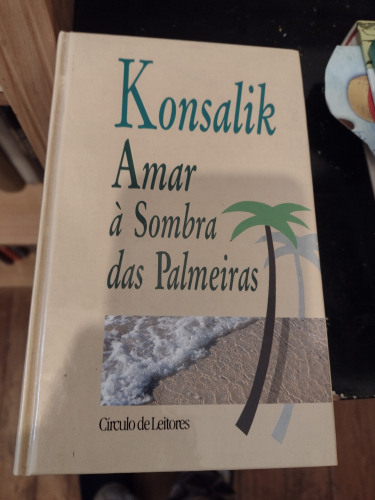 Konsalik
Amar
à Sombra
das Palmeiras
Círculo de Leitores